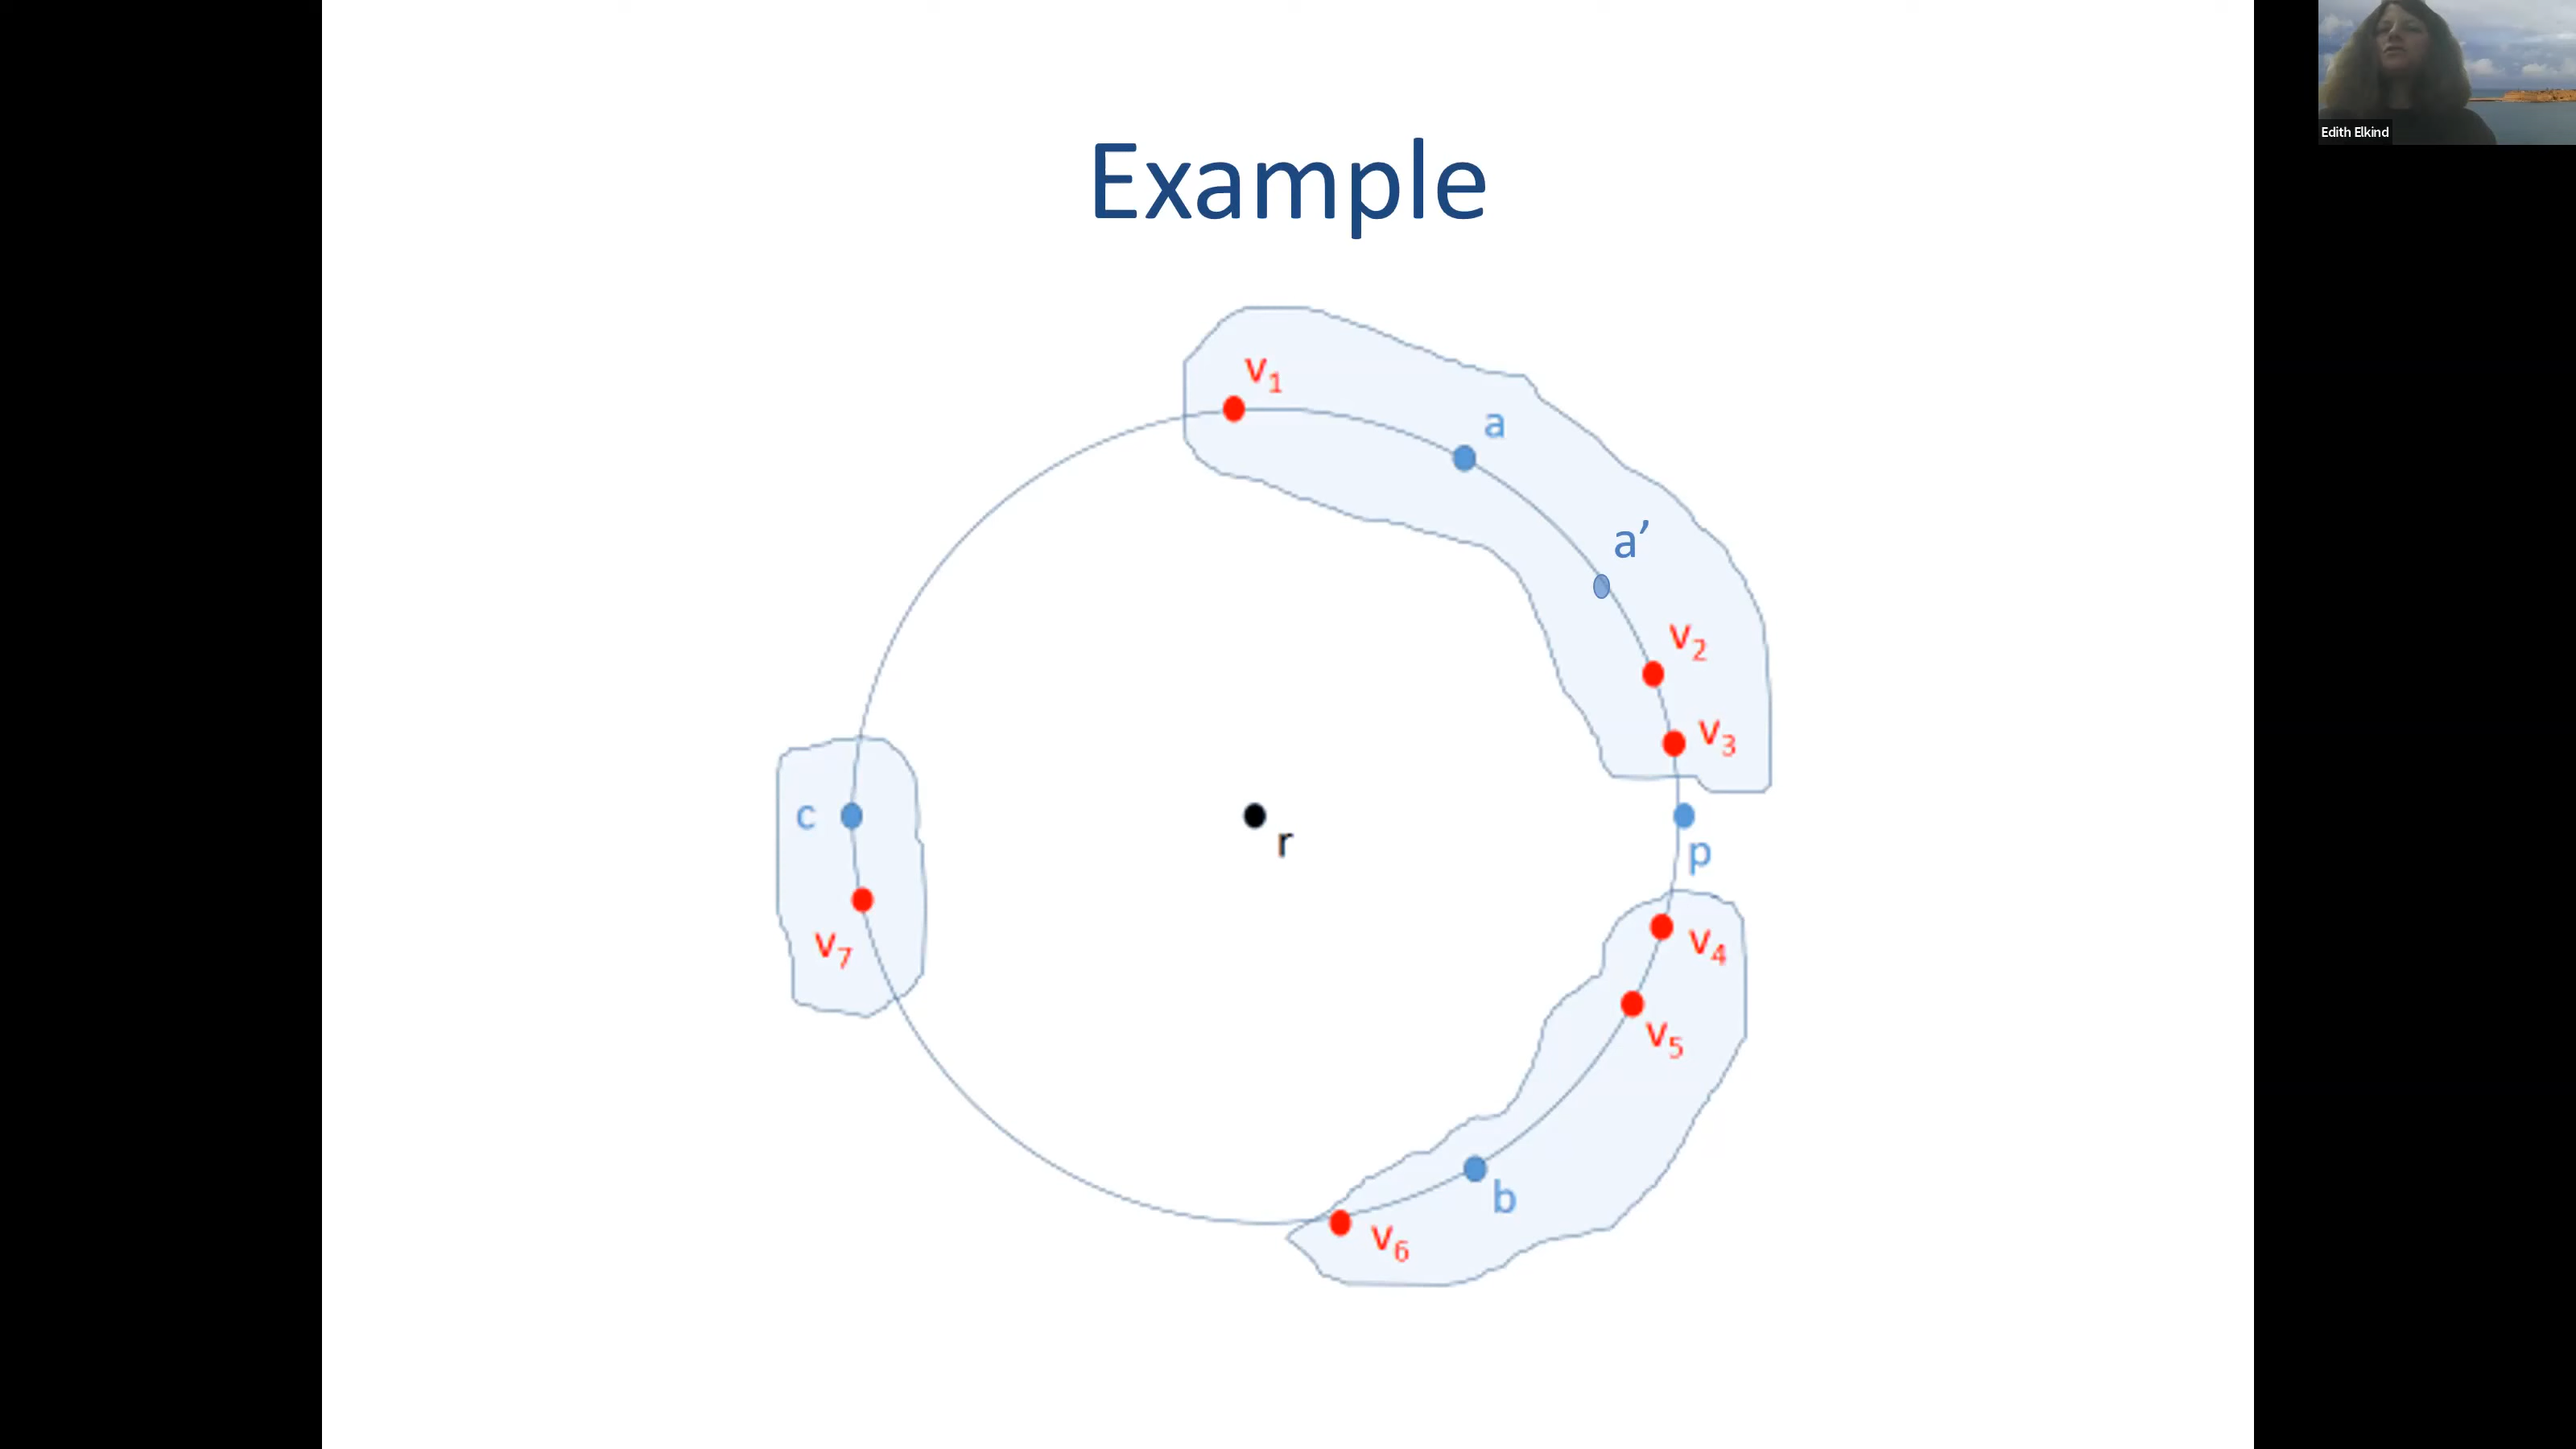 Edith Elkind
Example
v₁
a
a’
v₂
v₃
c
r
p
v₇
v₄
v₅
b
v₆